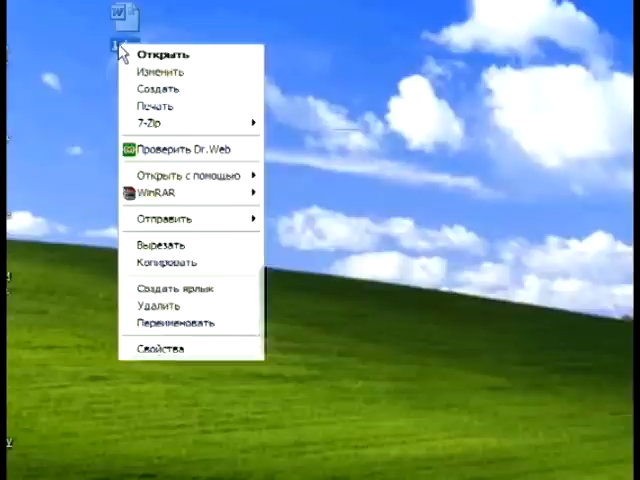 Открыть
Изменить
Создать
Печать
7-Zip
Проверить Dr.Web
Открыть с помощью
WinRAR
Отправить
Вырезать
Копировать
Создать ярлык
Удалить
Переименовать
Свойства